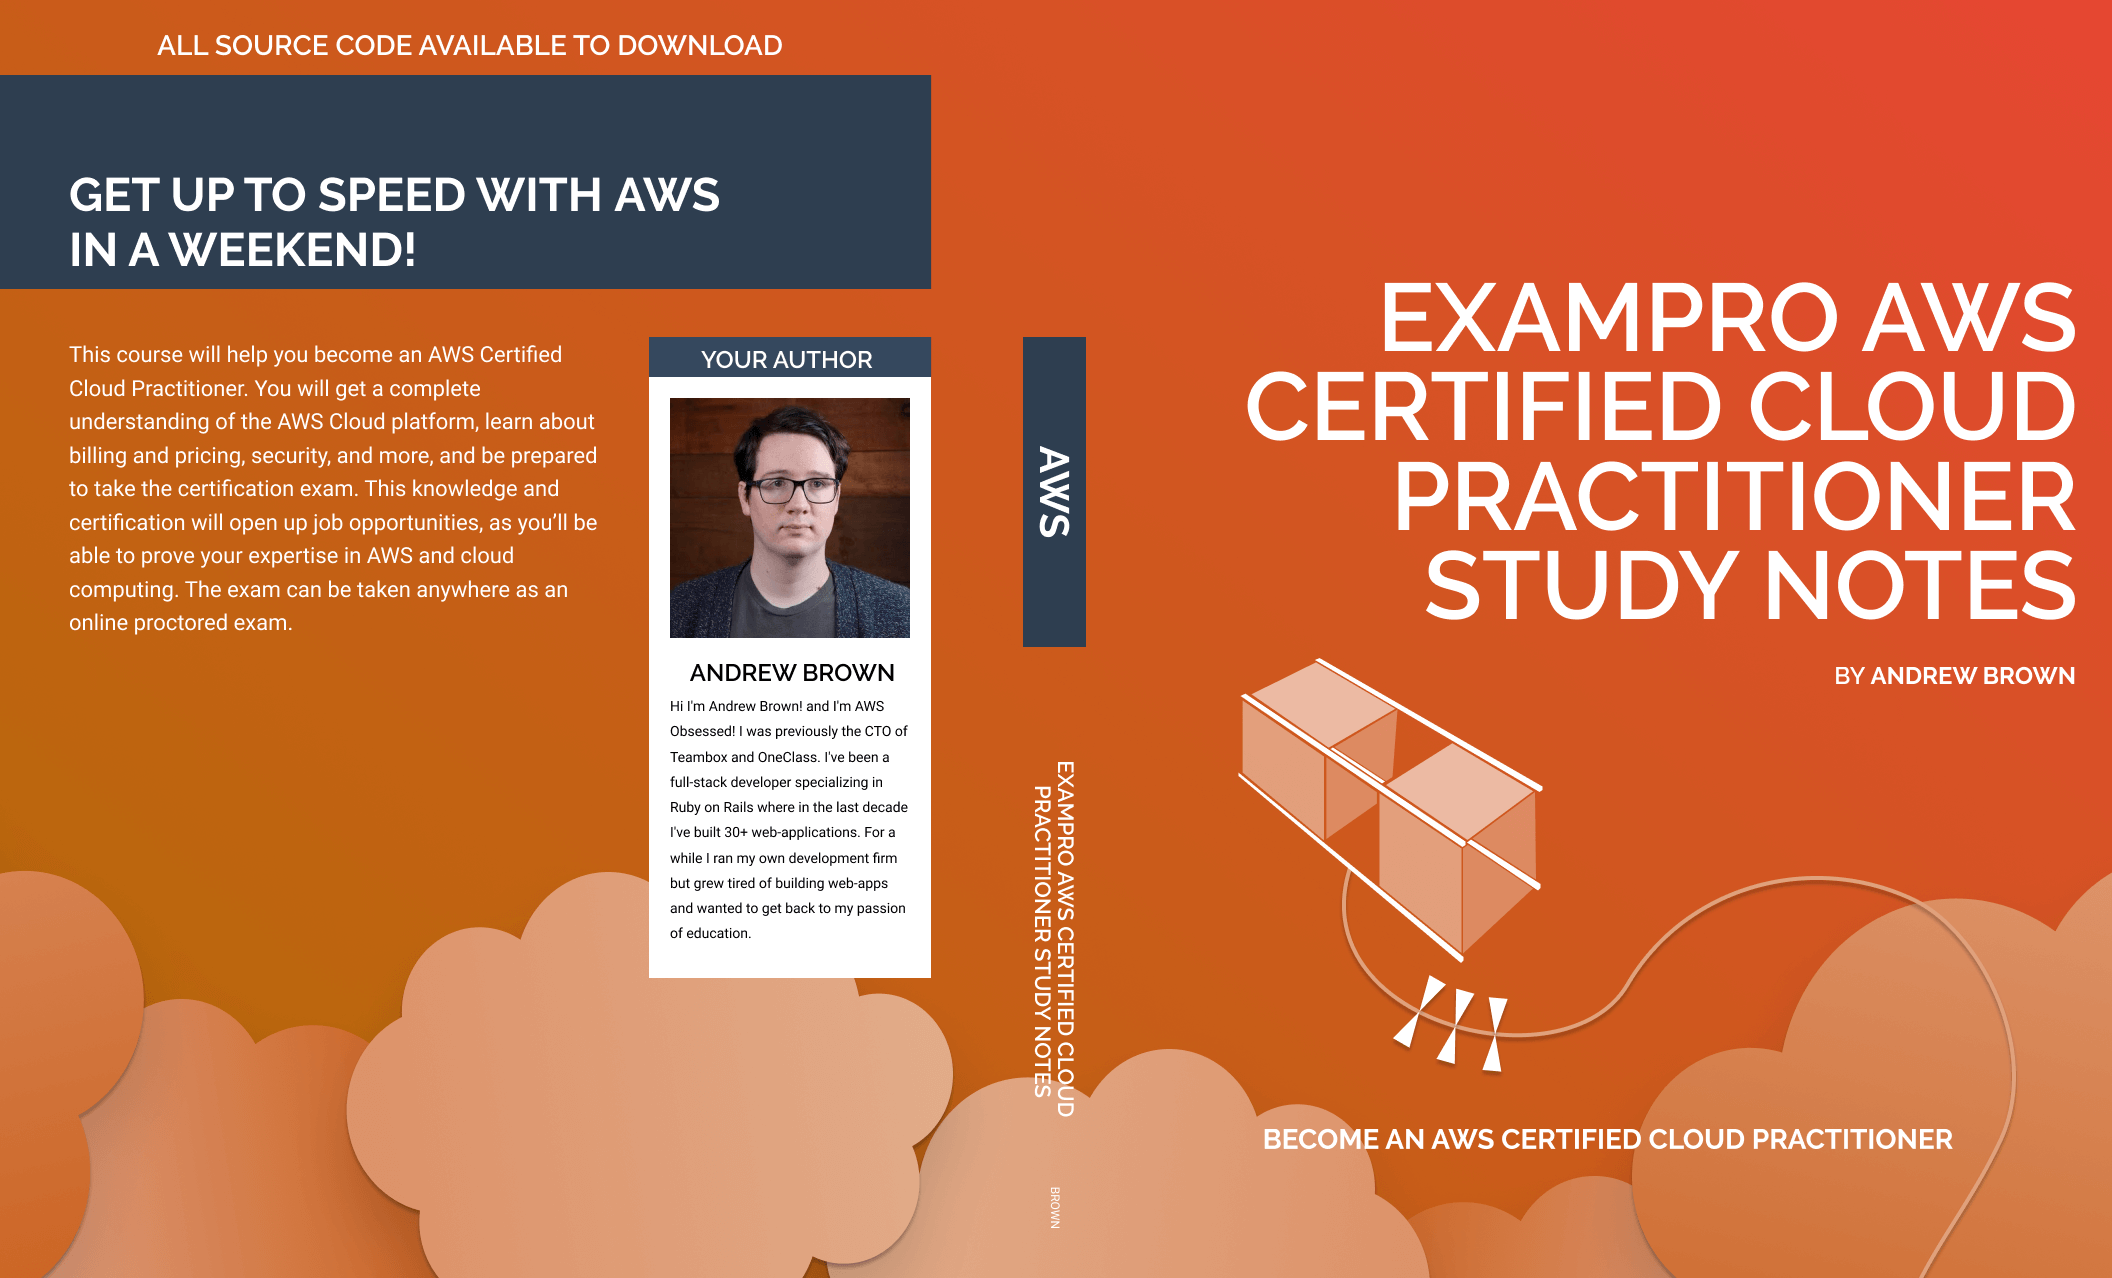 ALL SOURCE CODE AVAILABLE TO DOWNLOAD
GET UP TO SPEED WITH AWS
IN A WEEKEND!
This course will help you become an AWS Certified
Cloud Practitioner. You will get a complete
understanding of the AWS Cloud platform, learn about
billing and pricing, security, and more, and be prepared
to take the certification exam. This knowledge and
certification will open up job opportunities, as you’ll be
able to prove your expertise in AWS and cloud
computing. The exam can be taken anywhere as an
online proctored exam.
YOUR AUTHOR
ANDREW BROWN
Hi I'm Andrew Brown! and I'm AWS
Obsessed! I was previously the CTO of
Teambox and OneClass. I've been a
full-stack developer specializing in
Ruby on Rails where in the last decade
I've built 30+ web-applications. For a
while I ran my own development firm
but grew tired of building web-apps
and wanted to get back to my passion
of education.
AWS
EXAMPRO AWS CERTIFIED CLOUD
PRACTITIONER STUDY NOTES
BROWN
EXAMPRO AWS
CERTIFIED CLOUD
PRACTITIONER
STUDY NOTES
BY ANDREW BROWN
BECOME AN AWS CERTIFIED CLOUD PRACTITIONER